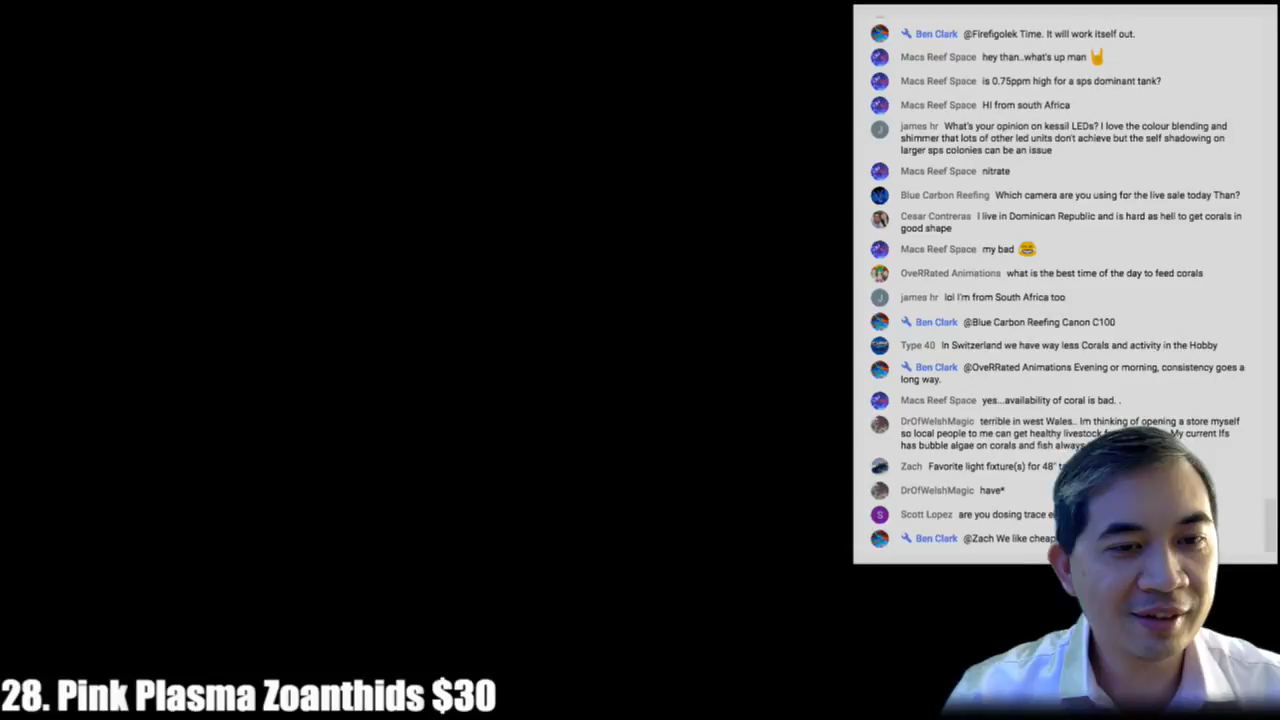 Ben Clark @Firefigolek Time. It will work itself out.
Macs Reef Space hey than..what's up man
Macs Reef Space is 0.75ppm high for a sps dominant tank?
Macs Reef Space HI from south Africa
J james hr What's your opinion on kessil LEDs? I love the colour blending and
shimmer that lots of other led units don't achieve but the self shadowing on
larger sps colonies can be an issue
Macs Reef Space nitrate
Blue Carbon Reefing Which camera are you using for the live sale today Than?
Cesar Contreras I live in Dominican Republic and is hard as hell to get corals in
good shape
Macs Reef Space my bad
OveRRated Animations what is the best time of the day to feed corals
J james hr lol I'm from South Africa too
Ben Clark @Blue Carbon Reefing Canon C100
Type 40 In Switzerland we have way less Corals and activity in the Hobby
Ben Clark @OveRRated Animations Evening or morning, consistency goes a
long way.
Macs Reef Space yes...availability of coral is bad. .
DrOfWelshMagic terrible in west Wales.. Im thinking of opening a store myself
so local people to me can get healthy livestock My current lfs
has bubble algae on corals and fish always
Zach Favorite light fixture(s) for 48"
DrOfWelshMagic have*
S Scott Lopez are you dosing trace
Ben Clark @Zach We like cheap
28. Pink Plasma Zoanthids $30